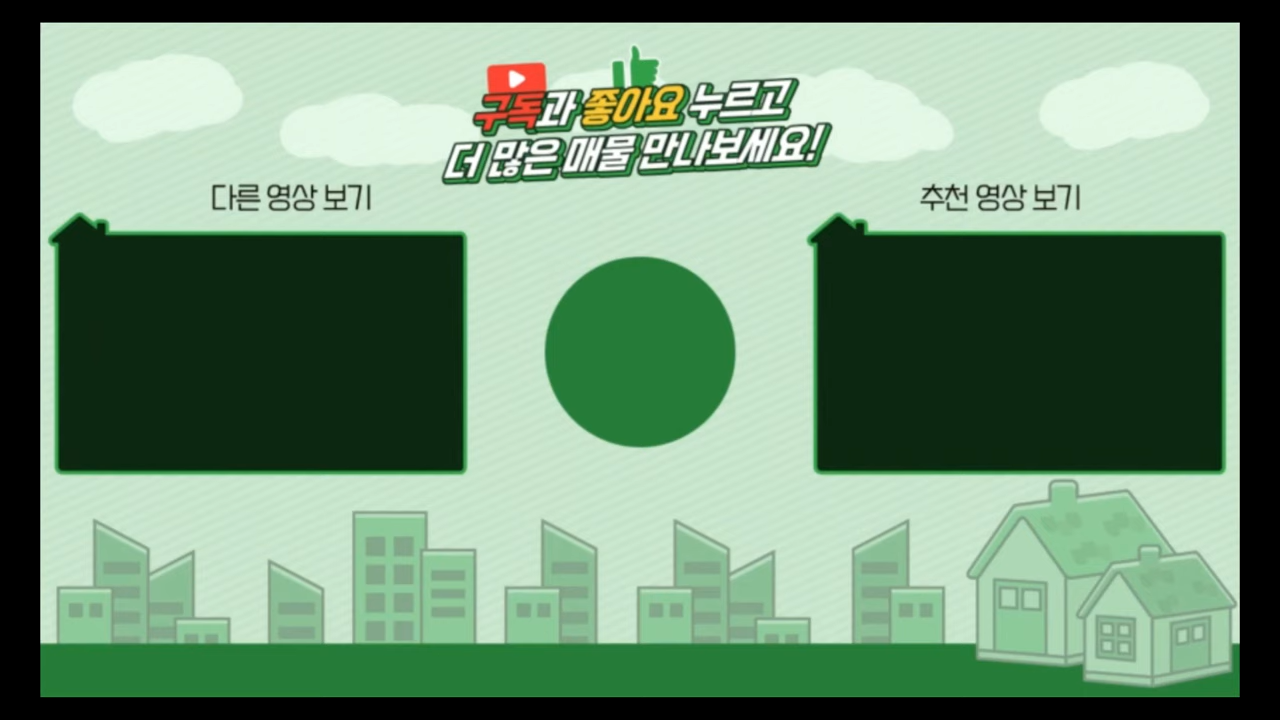 구독과 좋아요 누르고
더 많은 매물 만나보세요!
다른 영상 보기
추천 영상 보기